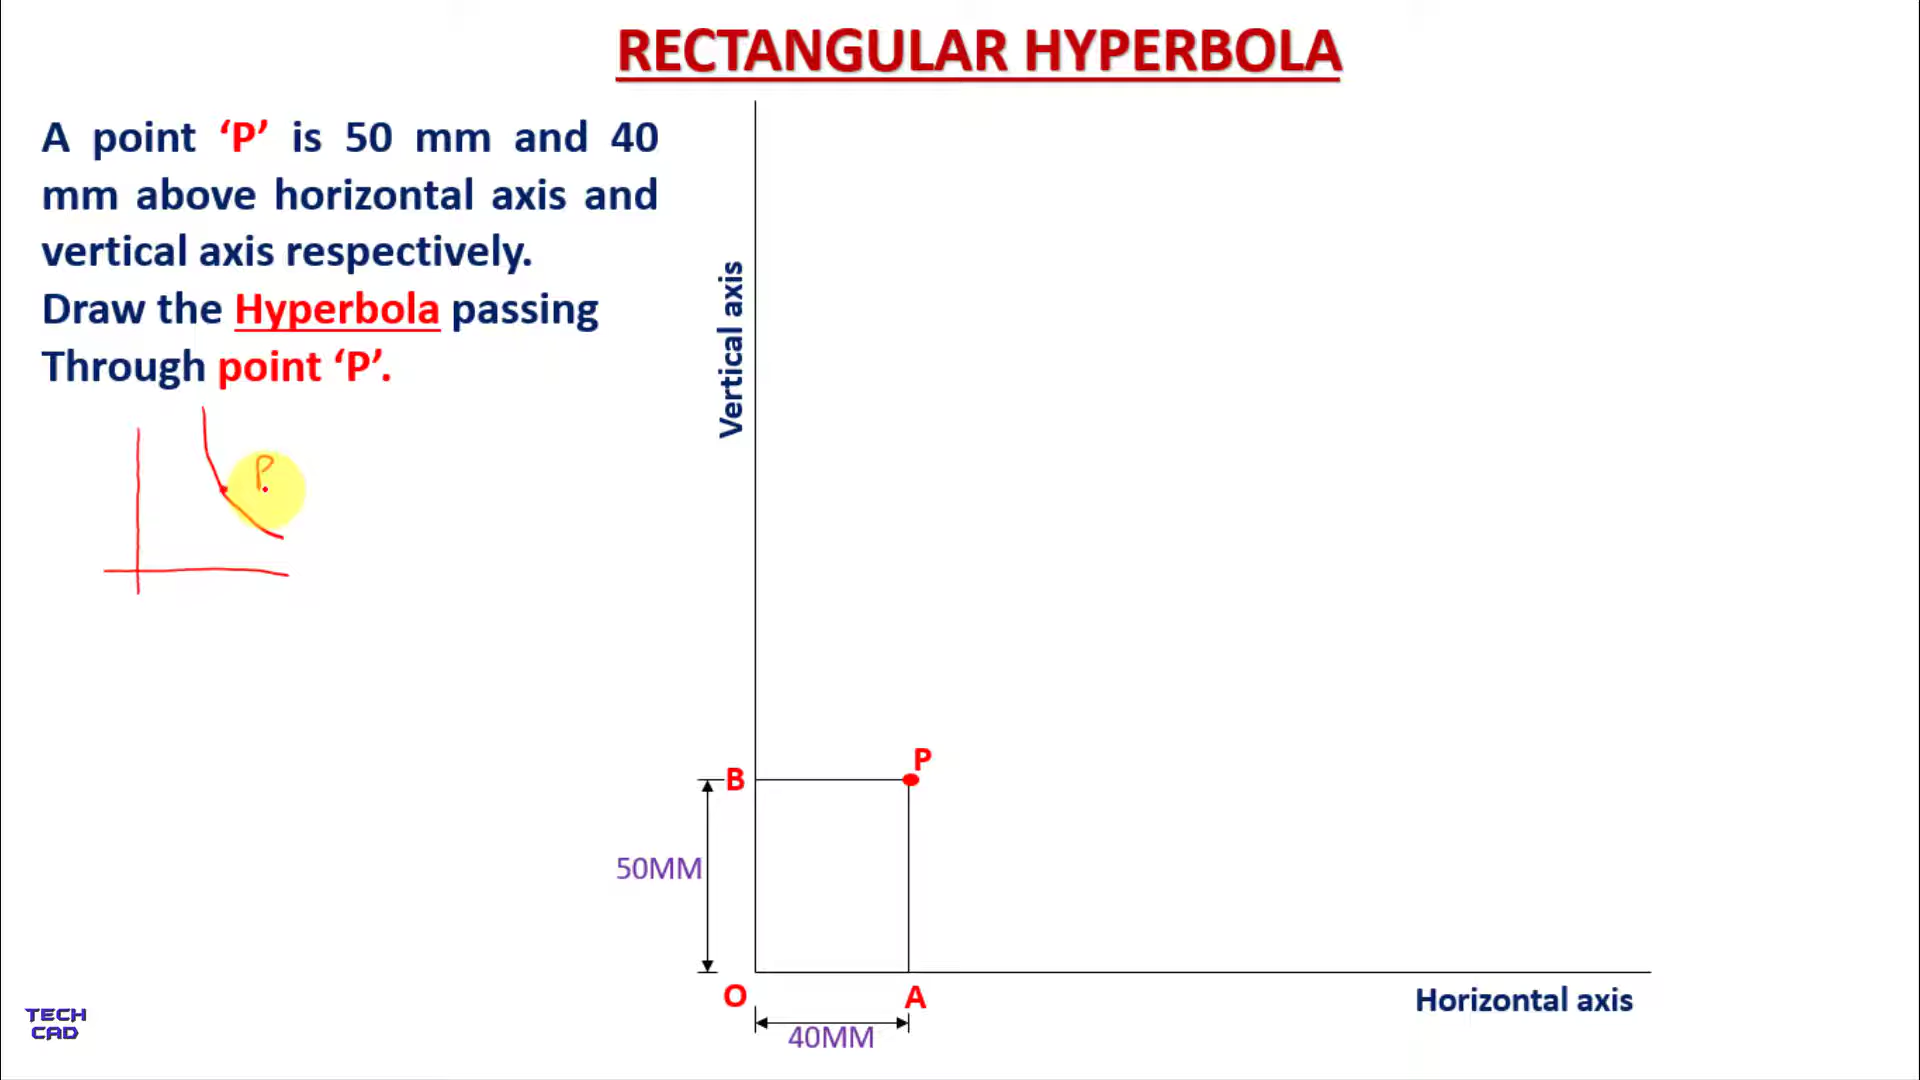 RECTANGULAR HYPERBOLA
A point ‘P’ is 50 mm and 40
mm above horizontal axis and
vertical axis respectively.
Draw the Hyperbola passing
Through point ‘P’.
P
Vertical axis
P
B
50MM
O
A
Horizontal axis
40MM
TECH
CAD